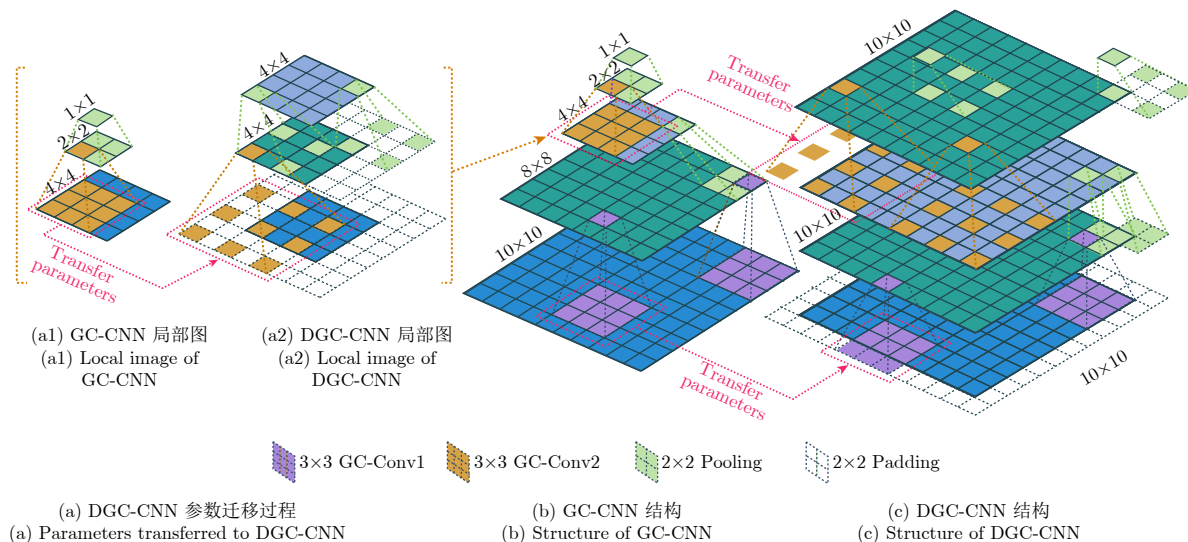 1×1
2×2
4×4
Transfer
parameters
4×4
4×4
(a1) GC-CNN 局部图
(a1) Local image of
GC-CNN
(a2) DGC-CNN 局部图
(a2) Local image of
DGC-CNN
1×1
2×2
4×4
8×8
10×10
Transfer
parameters
Transfer
parameters
10×10
10×10
10×10
10×10
3×3 GC-Conv1
3×3 GC-Conv2
2×2 Pooling
2×2 Padding
(a) DGC-CNN 参数迁移过程
(a) Parameters transferred to DGC-CNN
(b) GC-CNN 结构
(b) Structure of GC-CNN
(c) DGC-CNN 结构
(c) Structure of DGC-CNN